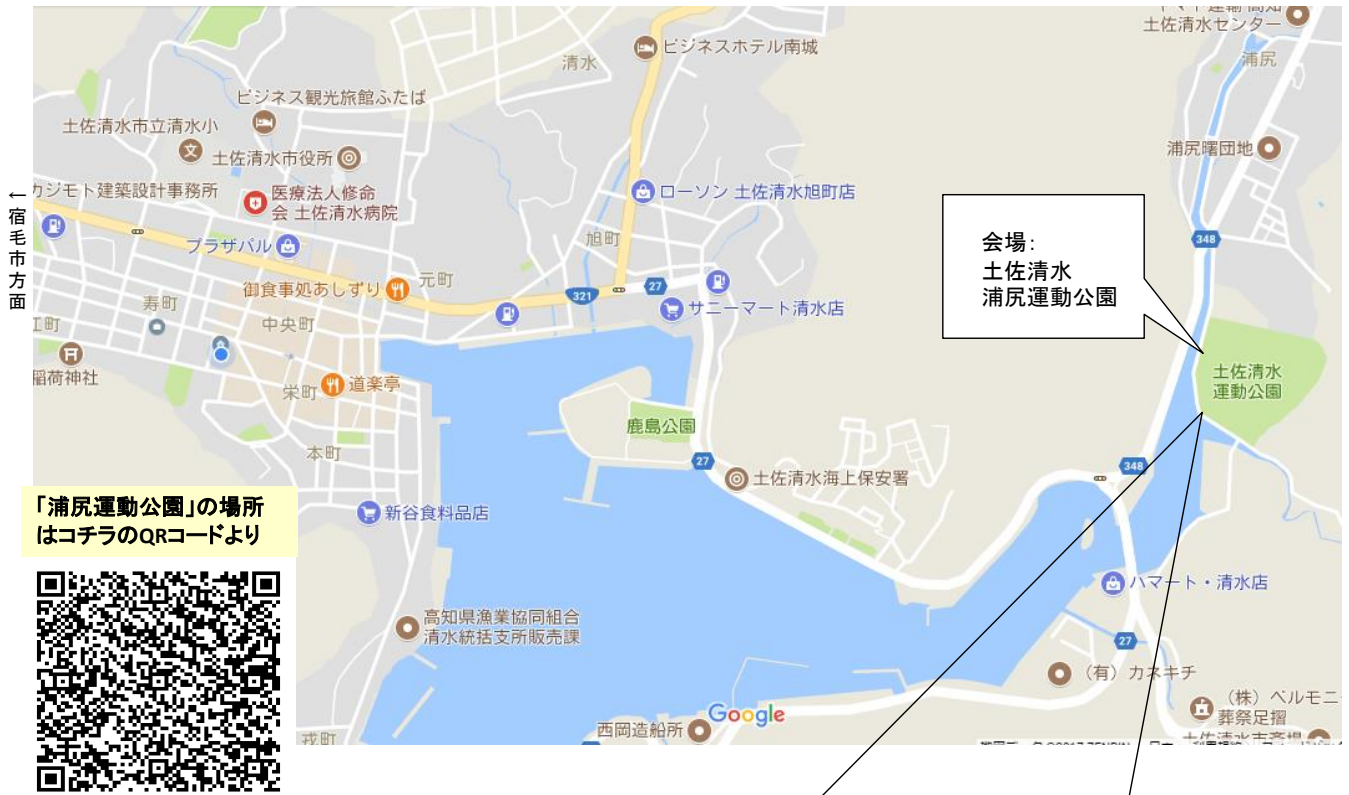 土佐清水センター
ビジネスホテル南城
清水
浦尻
ビジネス観光旅館ふたば
土佐清水市立清水小
土佐清水市役所
浦尻曙団地
カジモト建築設計事務所
医療法人修命
会 土佐清水病院
ローソン 土佐清水旭町店
←宿毛市方面
会場：
土佐清水
浦尻運動公園
348
プラザパル
旭町
元町
27
御食事処あしずり
321
サニーマート清水店
寿町
中央町
江町
稲荷神社
栄町
道楽亭
土佐清水
運動公園
鹿島公園
本町
27
土佐清水海上保安署
348
「浦尻運動公園」の場所
はコチラのQRコードより
新谷食料品店
ハマート・清水店
高知県漁業協同組合
清水統括支所販売課
27
（有）カネキチ
（株）ベルモニー
葬祭足摺
Google
西岡造船所
戎町